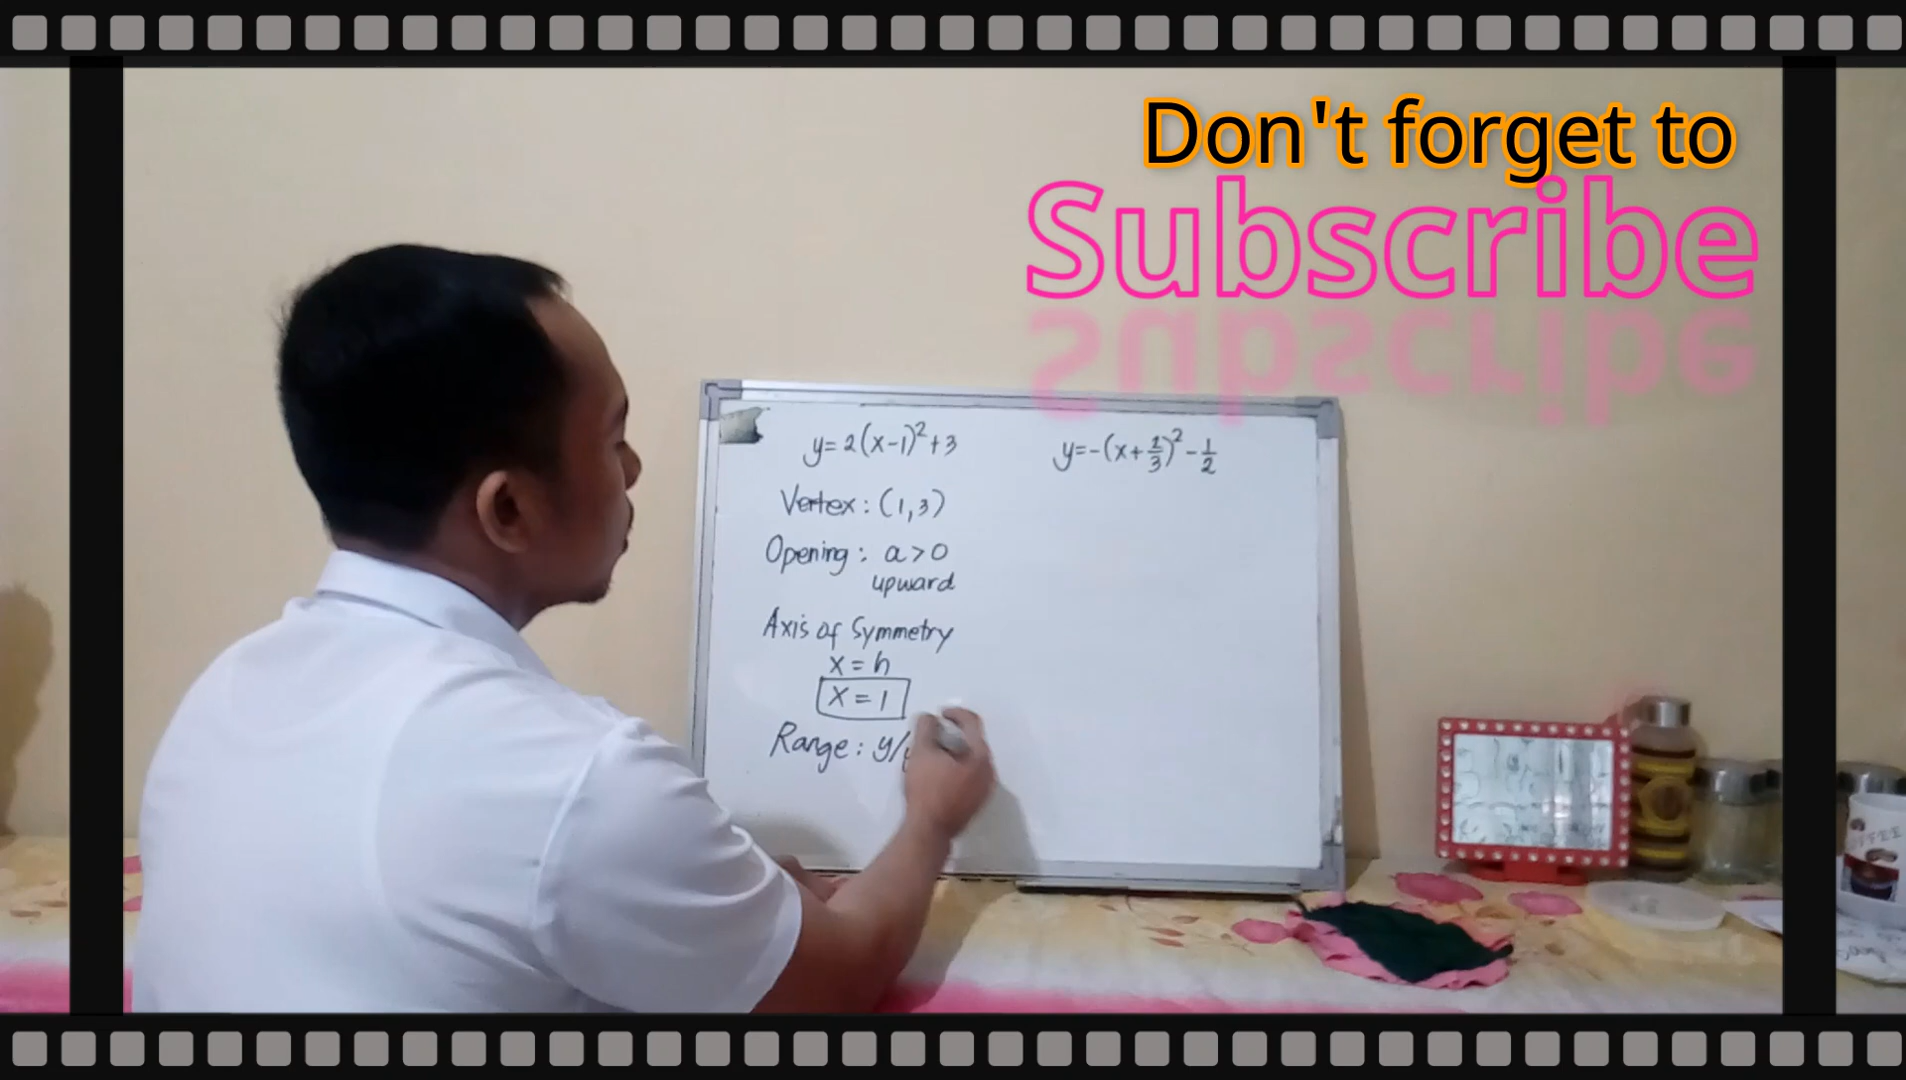 Don't forget to
Subscribe
y=2(x-1)²+3
Vertex: (1,3)
Opening: a>0
upward
Axis of Symmetry
x=h
x=1
Range: y/y
y=-(x+2/3)²-1/2